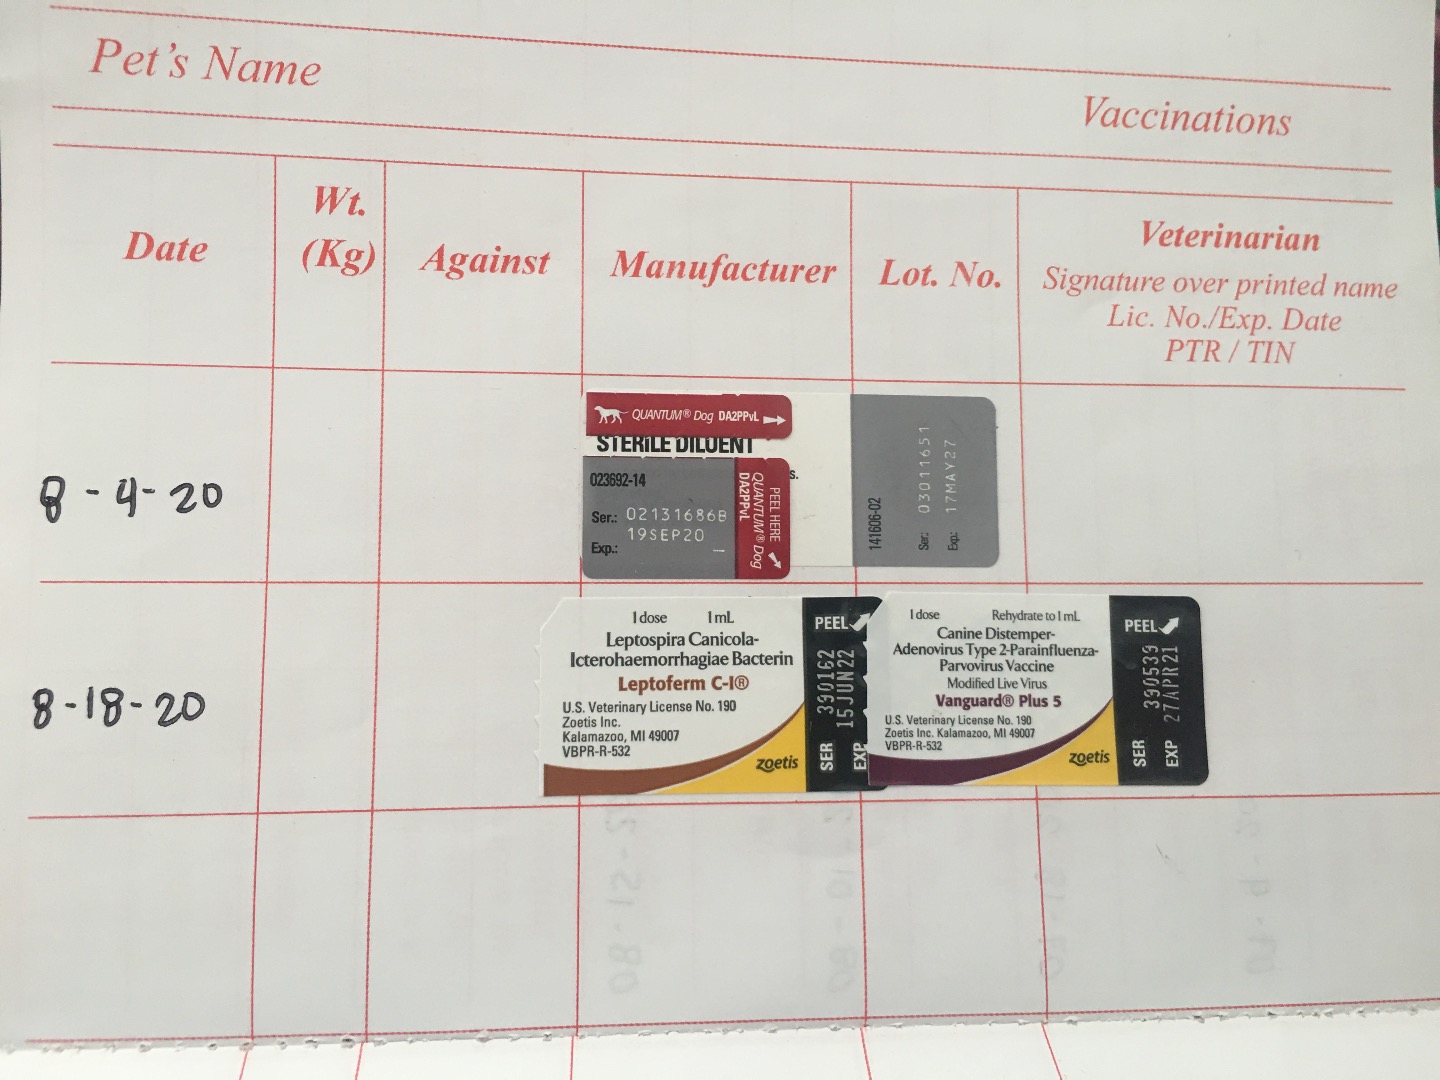 Pet's Name
Vaccinations
Date
Wt.
(Kg)
Against
Manufacturer
Lot. No.
Veterinarian
Signature over printed name
Lic. No./Exp. Date
PTR / TIN
8-4-20
QUANTUM® Dog DA2PPvL
STERILE DILUENT
s.
023692-14
Ser.: 02131686B
19SEP20
Exp.:
PEEL HERE
QUANTUM® Dog
DA2PPvL
141606-02
Ser: 03011651
Exp: 17MAY27
8-18-20
1 dose 1 mL
Leptospira Canicola-
Icterohaemorrhagiae Bacterin
Leptoferm C-I®
U.S. Veterinary License No. 190
Zoetis Inc.
Kalamazoo, MI 49007
VBPR-R-532
zoetis
PEEL
SER 390162
EXP 15JUN22
1 dose Rehydrate to 1 mL
Canine Distemper-
Adenovirus Type 2-Parainfluenza-
Parvovirus Vaccine
Modified Live Virus
Vanguard® Plus 5
U.S. Veterinary License No. 190
Zoetis Inc. Kalamazoo, MI 49007
VBPR-R-532
zoetis
PEEL
SER 390539
EXP 27APR21